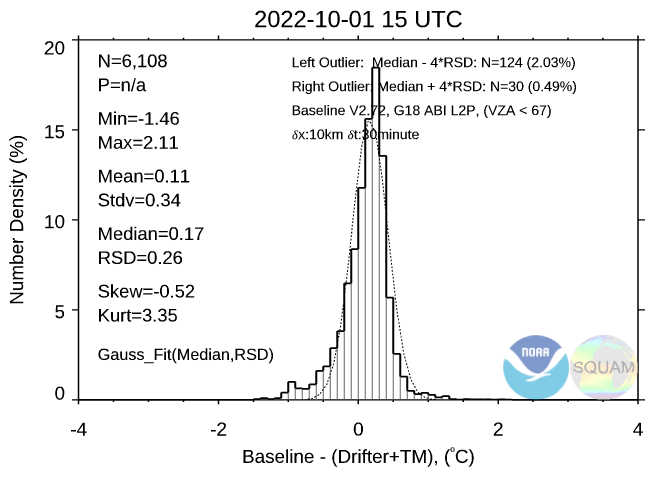 2022-10-01 15 UTC
20
15
10
5
0
-4
-2
0
2
4
Number Density (%)
Baseline - (Drifter+TM), (°C)
N=6,108
P=n/a
Min=-1.46
Max=2.11
Mean=0.11
Stdv=0.34
Median=0.17
RSD=0.26
Skew=-0.52
Kurt=3.35
Gauss_Fit(Median,RSD)
Left Outlier: Median - 4*RSD: N=124 (2.03%)
Right Outlier: Median + 4*RSD: N=30 (0.49%)
Baseline V2.72, G18 ABI L2P, (VZA < 67)
δx:10km δt:30minute
NOAA
SQUAM